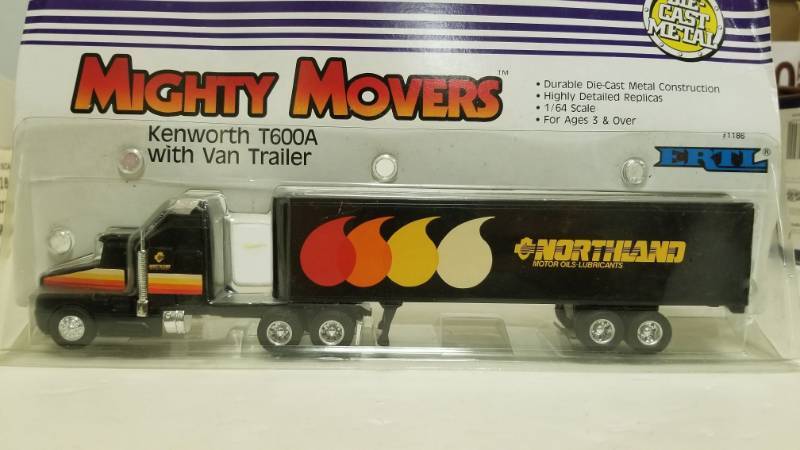 DIE-
CAST
METAL
MIGHTY MOVERS™
• Durable Die-Cast Metal Construction
• Highly Detailed Replicas
• 1/64 Scale
• For Ages 3 & Over
Kenworth T600A
with Van Trailer
#1186
ERTL®
NORTHLAND
MOTOR OILS-LUBRICANTS